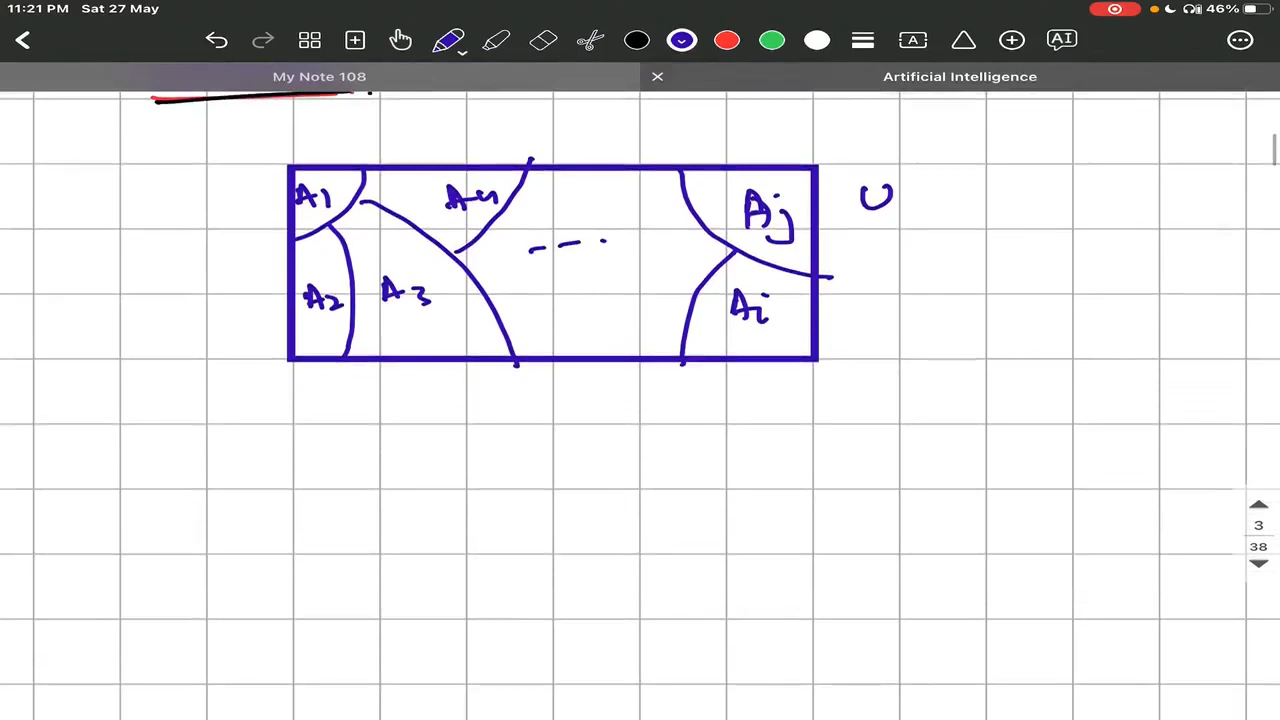 11:21 PM Sat 27 May 46%
My Note 108 Artificial Intelligence
A1 A4 Aj U
A2 A3 Ai
3
38